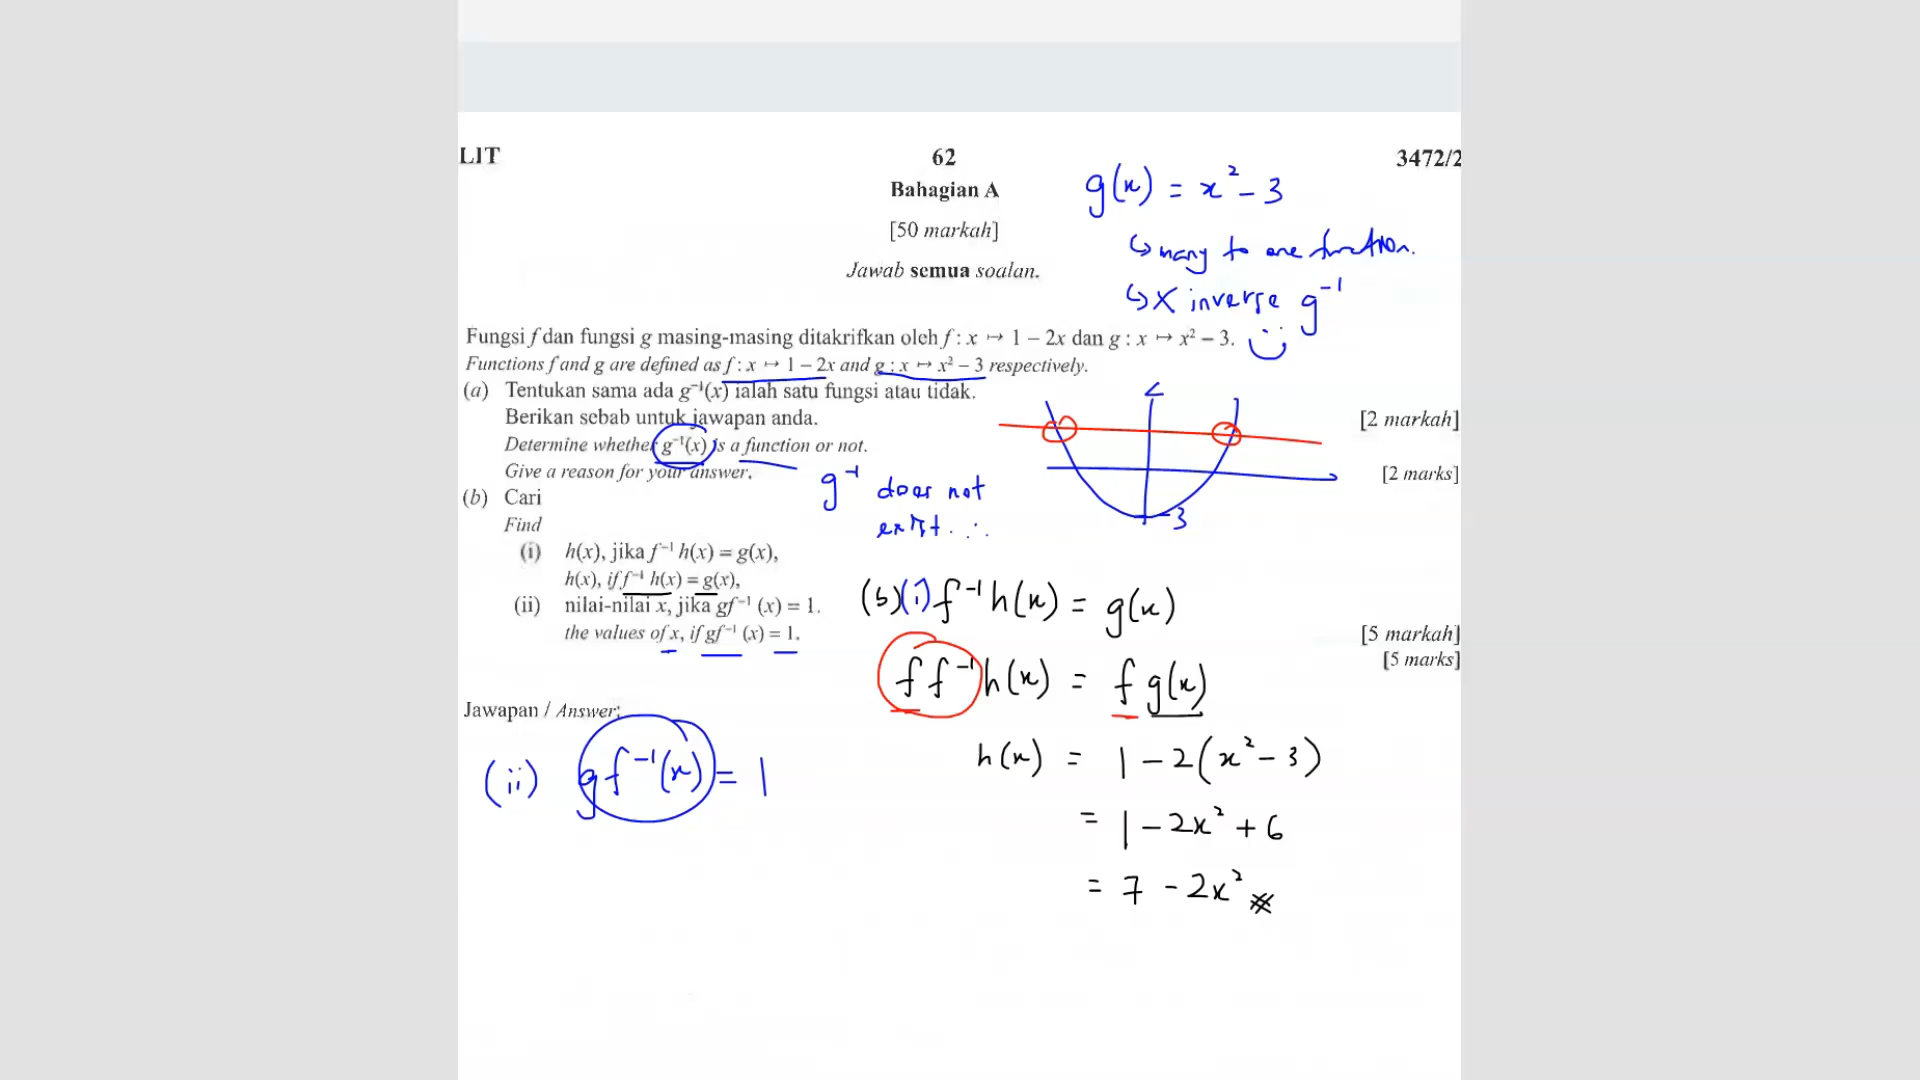 LIT 62 3472/2
Bahagian A
[50 markah]
Jawab semua soalan.
g(x) = x² - 3
↳ many to one function.
↳ X inverse g⁻¹
Fungsi f dan fungsi g masing-masing ditakrifkan oleh f : x ↦ 1 – 2x dan g : x ↦ x² – 3.
Functions f and g are defined as f : x ↦ 1 – 2x and g : x ↦ x² – 3 respectively.
(a) Tentukan sama ada g⁻¹(x) ialah satu fungsi atau tidak.
Berikan sebab untuk jawapan anda. [2 markah]
Determine whether g⁻¹(x) is a function or not.
Give a reason for your answer. [2 marks]
g⁻¹ does not
exist. ∴
-3
(b) Cari
Find
(i) h(x), jika f⁻¹ h(x) = g(x),
h(x), if f⁻¹ h(x) = g(x),
(ii) nilai-nilai x, jika gf⁻¹ (x) = 1. [5 markah]
the values of x, if gf⁻¹ (x) = 1. [5 marks]
(b)(i) f⁻¹h(x) = g(x)
f f⁻¹h(x) = f g(x)
h(x) = 1 - 2(x² - 3)
= 1 - 2x² + 6
= 7 - 2x²
Jawapan / Answer:
(ii) gf⁻¹(x) = 1